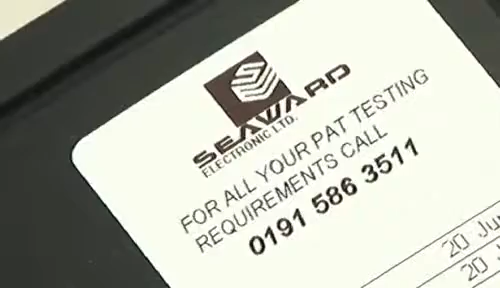 SEAWARD
ELECTRONIC LTD.
FOR ALL YOUR PAT TESTING
REQUIREMENTS CALL
0191 586 3511
20
20